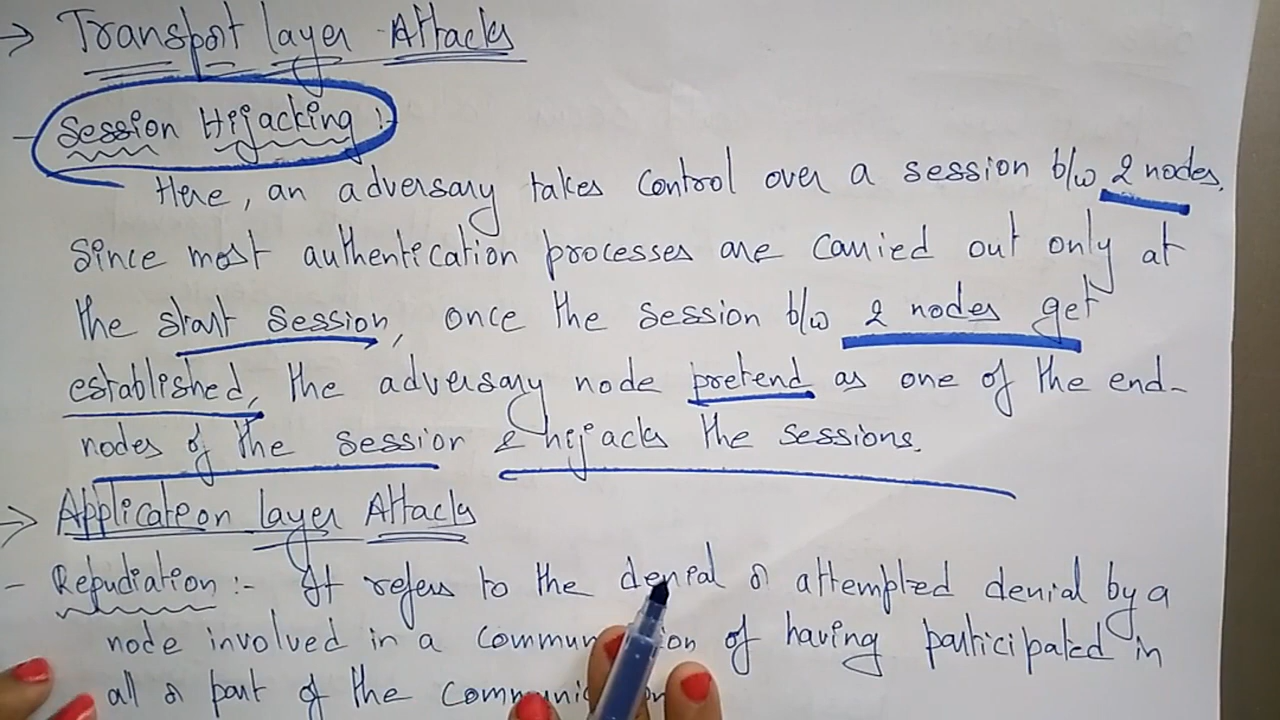 → Transport layer Attacks
- Session Hijacking :-
Here, an adversary takes control over a session b/w 2 nodes.
Since most authentication processes are carried out only at
the start session, once the session b/w 2 nodes get
established, the adversary node pretend as one of the end-
nodes of the session & hijacks the sessions.
→ Application layer Attacks
- Repudiation :- It refers to the denial or attempted denial by a
node involved in a commun on of having participated in
all or part of the communic on